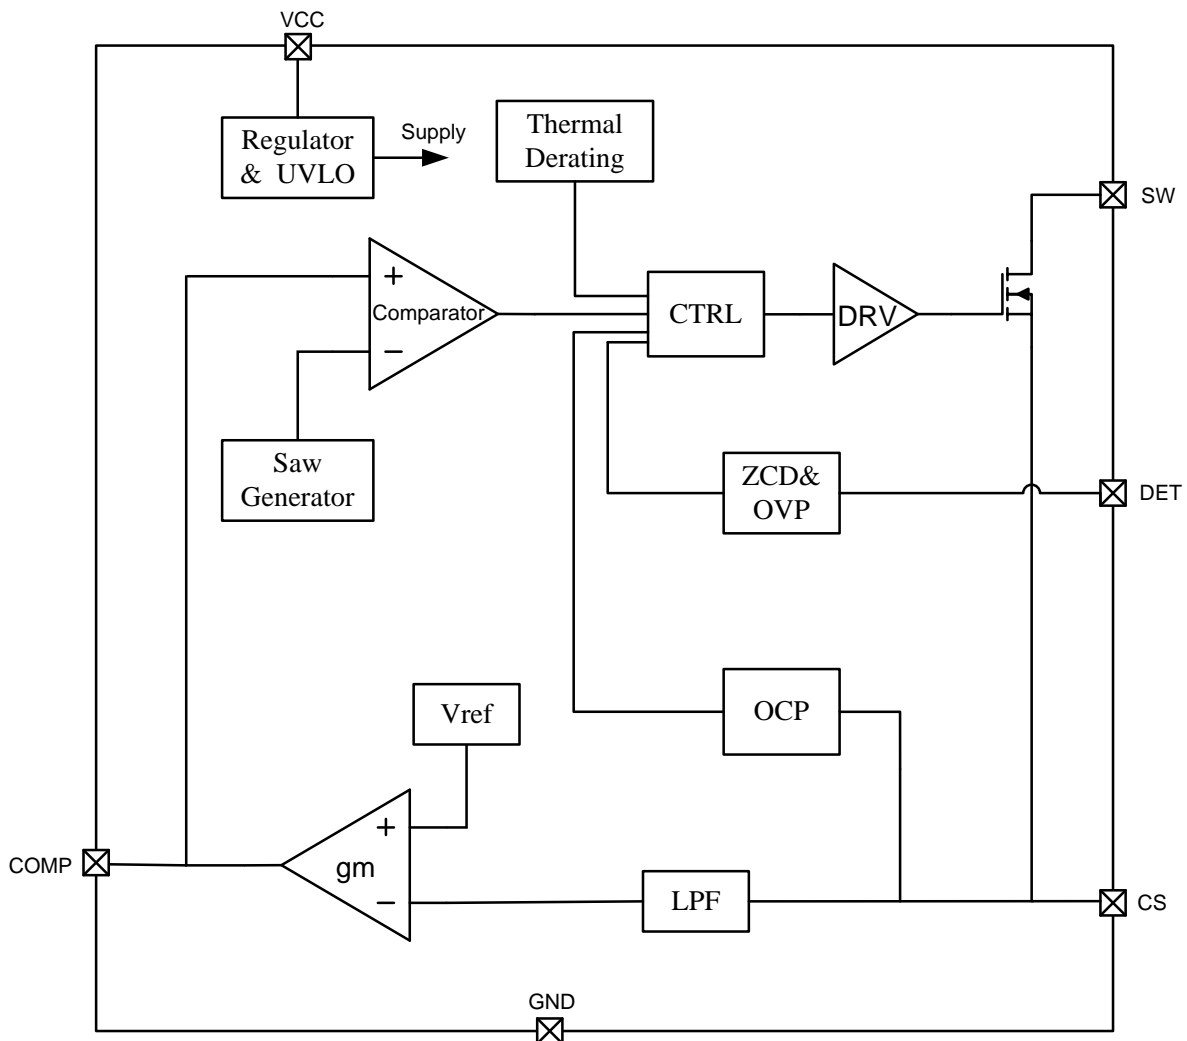 VCC
Regulator
& UVLO
Supply
Thermal
Derating
SW
+
Comparator
−
CTRL
DRV
Saw
Generator
ZCD&
OVP
DET
Vref
OCP
+
gm
−
COMP
LPF
CS
GND